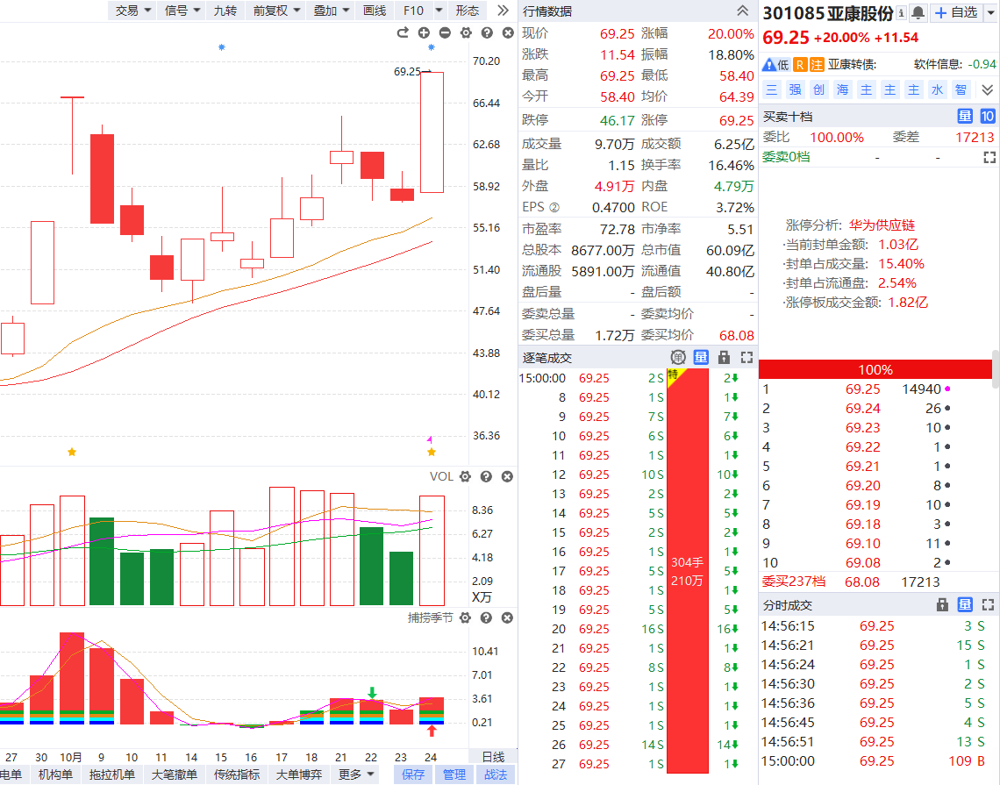 交易 信号 九转 前复权 叠加 画线 F10 形态
69.25
70.20
66.44
62.68
58.92
55.16
51.40
47.64
43.88
40.12
36.36
VOL
8.36
6.27
4.18
2.09
X万
捕捞季节
10.41
7.01
3.61
0.21
27 30 10月 9 10 11 14 15 16 17 18 21 22 23 24 日线
电单 机构单 拖拉机单 大笔撤单 传统指标 大单博弈 更多 保存 管理 战法
行情数据
现价 69.25 涨幅 20.00%
涨跌 11.54 振幅 18.80%
最高 69.25 最低 58.40
今开 58.40 均价 64.39
跌停 46.17 涨停 69.25
成交量 9.70万 成交额 6.25亿
量比 1.15 换手率 16.46%
外盘 4.91万 内盘 4.79万
EPS ② 0.4700 ROE 3.72%
市盈率 72.78 市净率 5.51
总股本 8677.00万 总市值 60.09亿
流通股 5891.00万 流通值 40.80亿
盘后量 - 盘后额 -
委卖总量 - 委卖均价 -
委买总量 1.72万 委买均价 68.08
逐笔成交 单 量
15:00:00 69.25 2 S 特 2
8 69.25 1 S 1
9 69.25 7 S 7
10 69.25 6 S 6
11 69.25 1 S 1
12 69.25 10 S 10
13 69.25 2 S 2
14 69.25 5 S 5
15 69.25 2 S 2
16 69.25 1 S 304手 1
17 69.25 5 S 210万 5
18 69.25 1 S 1
19 69.25 5 S 5
20 69.25 16 S 16
21 69.25 1 S 1
22 69.25 8 S 8
23 69.25 1 S 1
24 69.25 1 S 1
25 69.25 1 S 1
26 69.25 14 S 14
27 69.25 1 S 1
301085 亚康股份 自选
69.25 +20.00% +11.54
低 R 注 亚康转债: 软件信息: -0.94
三 强 创 海 主 主 主 水 智
买卖十档 量 10
委比 100.00% 委差 17213
委卖0档 - -
涨停分析: 华为供应链
·当前封单金额: 1.03亿
·封单占成交量: 15.40%
·封单占流通盘: 2.54%
·涨停板成交金额: 1.82亿
100%
1 69.25 14940
2 69.24 26
3 69.23 10
4 69.22 1
5 69.21 1
6 69.20 8
7 69.19 10
8 69.18 3
9 69.10 11
10 69.08 2
委买237档 68.08 17213
分时成交 量
14:56:15 69.25 3 S
14:56:21 69.25 15 S
14:56:24 69.25 1 S
14:56:30 69.25 2 S
14:56:36 69.25 5 S
14:56:45 69.25 4 S
14:56:51 69.25 13 S
15:00:00 69.25 109 B